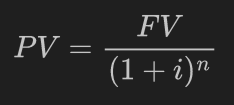 PV = FV / (1 + i)^n